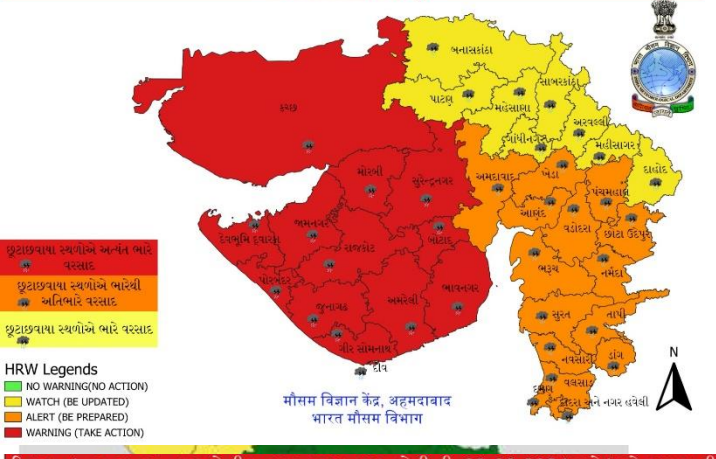 બનાસકાંઠા
પાટણ
મહેસાણા
સાબરકાંઠા
અરવલ્લી
ગાંધીનગર
મહીસાગર
દાહોદ
કચ્છ
મોરબી
સુરેન્દ્રનગર
અમદાવાદ
ખેડા
પંચમહાલ
આણંદ
વડોદરા
છોટા ઉદેપુર
દેવભૂમિ દ્વારકા
જામનગર
રાજકોટ
બોટાદ
પોરબંદર
જુનાગઢ
અમરેલી
ભાવનગર
ગીર સોમનાથ
દીવ
ભરૂચ
નર્મદા
સુરત
તાપી
નવસારી
ડાંગ
દમણ
વલસાડ
દાદરા અને નગર હવેલી
છૂટાછવાયા સ્થળોએ અત્યંત ભારે
વરસાદ
છૂટાછવાયા સ્થળોએ ભારેથી
અતિભારે વરસાદ
છૂટાછવાયા સ્થળોએ ભારે વરસાદ
HRW Legends
NO WARNING(NO ACTION)
WATCH (BE UPDATED)
ALERT (BE PREPARED)
WARNING (TAKE ACTION)
मौसम विज्ञान केंद्र, अहमदाबाद
भारत मौसम विभाग
N